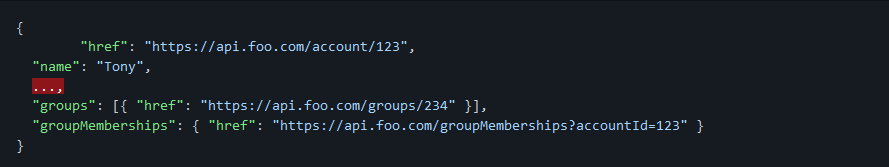 {
"href": "https://api.foo.com/account/123",
"name": "Tony",
...,
"groups": [{ "href": "https://api.foo.com/groups/234" }],
"groupMemberships": { "href": "https://api.foo.com/groupMemberships?accountId=123" }
}